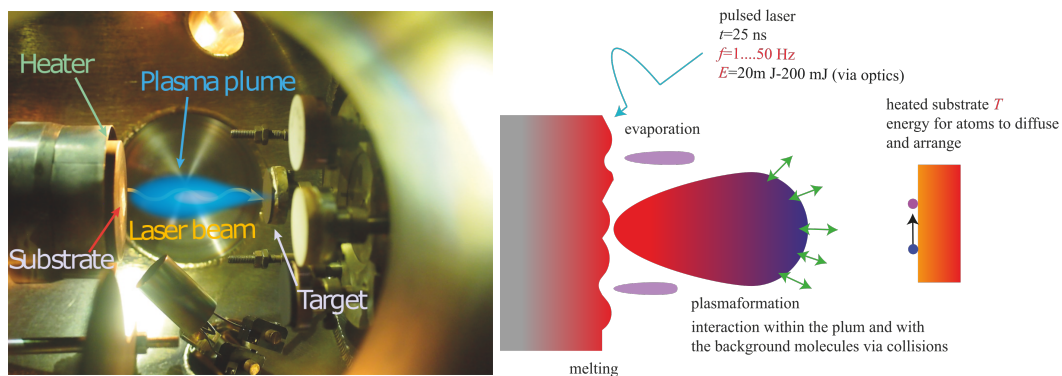 Heater
Plasma plume
Laser beam
Substrate
Target
pulsed laser
t=25 ns
f=1....50 Hz
E=20m J-200 mJ (via optics)
evaporation
heated substrate T
energy for atoms to diffuse
and arrange
plasmaformation
interaction within the plum and with
the background molecules via collisions
melting